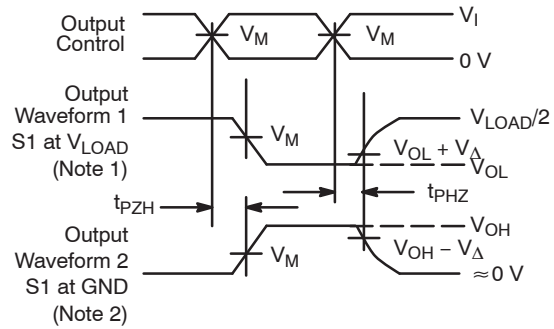 Output
Control
V_M
V_M
V_I
0 V
Output
Waveform 1
S1 at V_LOAD
(Note 1)
V_M
V_LOAD/2
V_OL + V_Δ
V_OL
t_PZH
t_PHZ
Output
Waveform 2
S1 at GND
(Note 2)
V_M
V_OH
V_OH – V_Δ
≈0 V